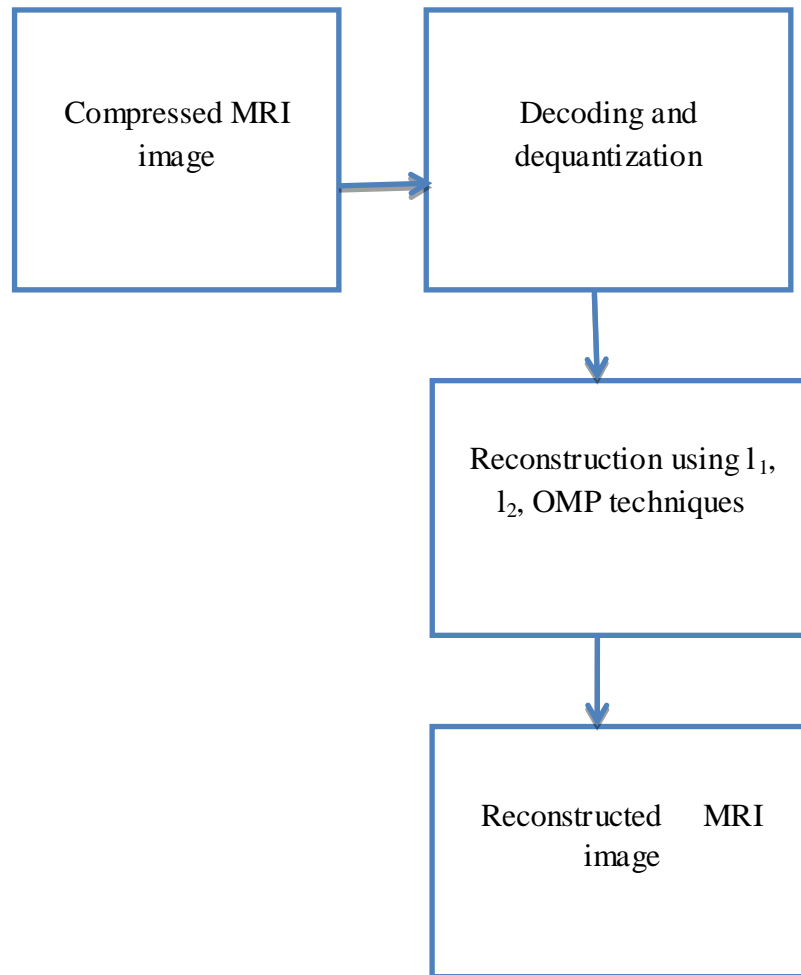 Compressed MRI
image
Decoding and
dequantization
Reconstruction using l₁,
l₂, OMP techniques
Reconstructed MRI
image